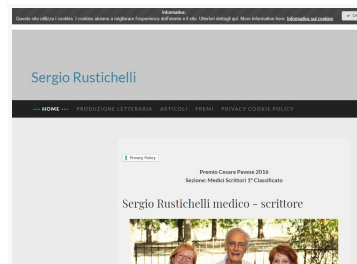 Informativa:
Questo sito utilizza i cookies. I cookies aiutano a migliorare l'esperienza dell'utente e il sito. Ulteriori dettagli qui. More information here: Informativa sui cookies
Sergio Rustichelli
--- HOME --- PRODUZIONE LETTERARIA ARTICOLI PREMI PRIVACY COOKIE POLICY
Privacy Policy
Premio Cesare Pavese 2016
Sezione: Medici Scrittori 1° Classificato
Sergio Rustichelli medico - scrittore